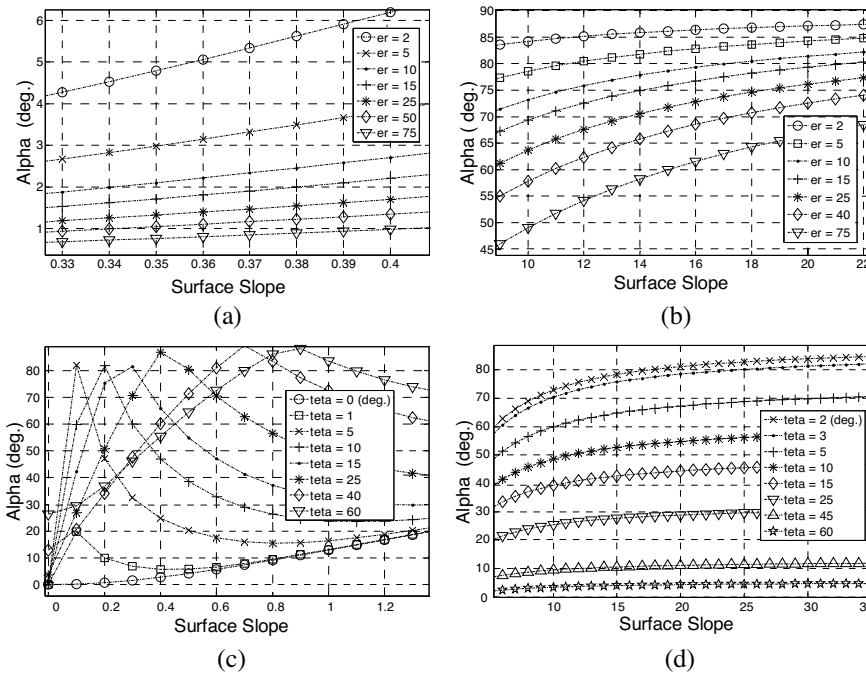 6
5
4
3
2
1
Alpha (deg.)
0.33 0.34 0.35 0.36 0.37 0.38 0.39 0.4
Surface Slope
er = 2
er = 5
er = 10
er = 15
er = 25
er = 50
er = 75
(a)
90
85
80
75
70
65
60
55
50
45
Alpha ( deg.)
10 12 14 16 18 20 22
Surface Slope
er = 2
er = 5
er = 10
er = 15
er = 25
er = 40
er = 75
(b)
80
70
60
50
40
30
20
10
0
Alpha (deg.)
0 0.2 0.4 0.6 0.8 1 1.2
Surface Slope
teta = 0 (deg.)
teta = 1
teta = 5
teta = 10
teta = 15
teta = 25
teta = 40
teta = 60
(c)
80
70
60
50
40
30
20
10
0
Alpha (deg.)
10 15 20 25 30 35
Surface Slope
teta = 2 (deg.)
teta = 3
teta = 5
teta = 10
teta = 15
teta = 25
teta = 45
teta = 60
(d)